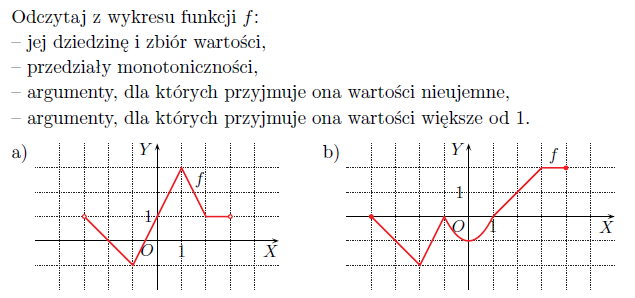 Odczytaj z wykresu funkcji f:
– jej dziedzinę i zbiór wartości,
– przedziały monotoniczności,
– argumenty, dla których przyjmuje ona wartości nieujemne,
– argumenty, dla których przyjmuje ona wartości większe od 1.
a) Y f 1 O 1 X
b) Y f 1 O 1 X